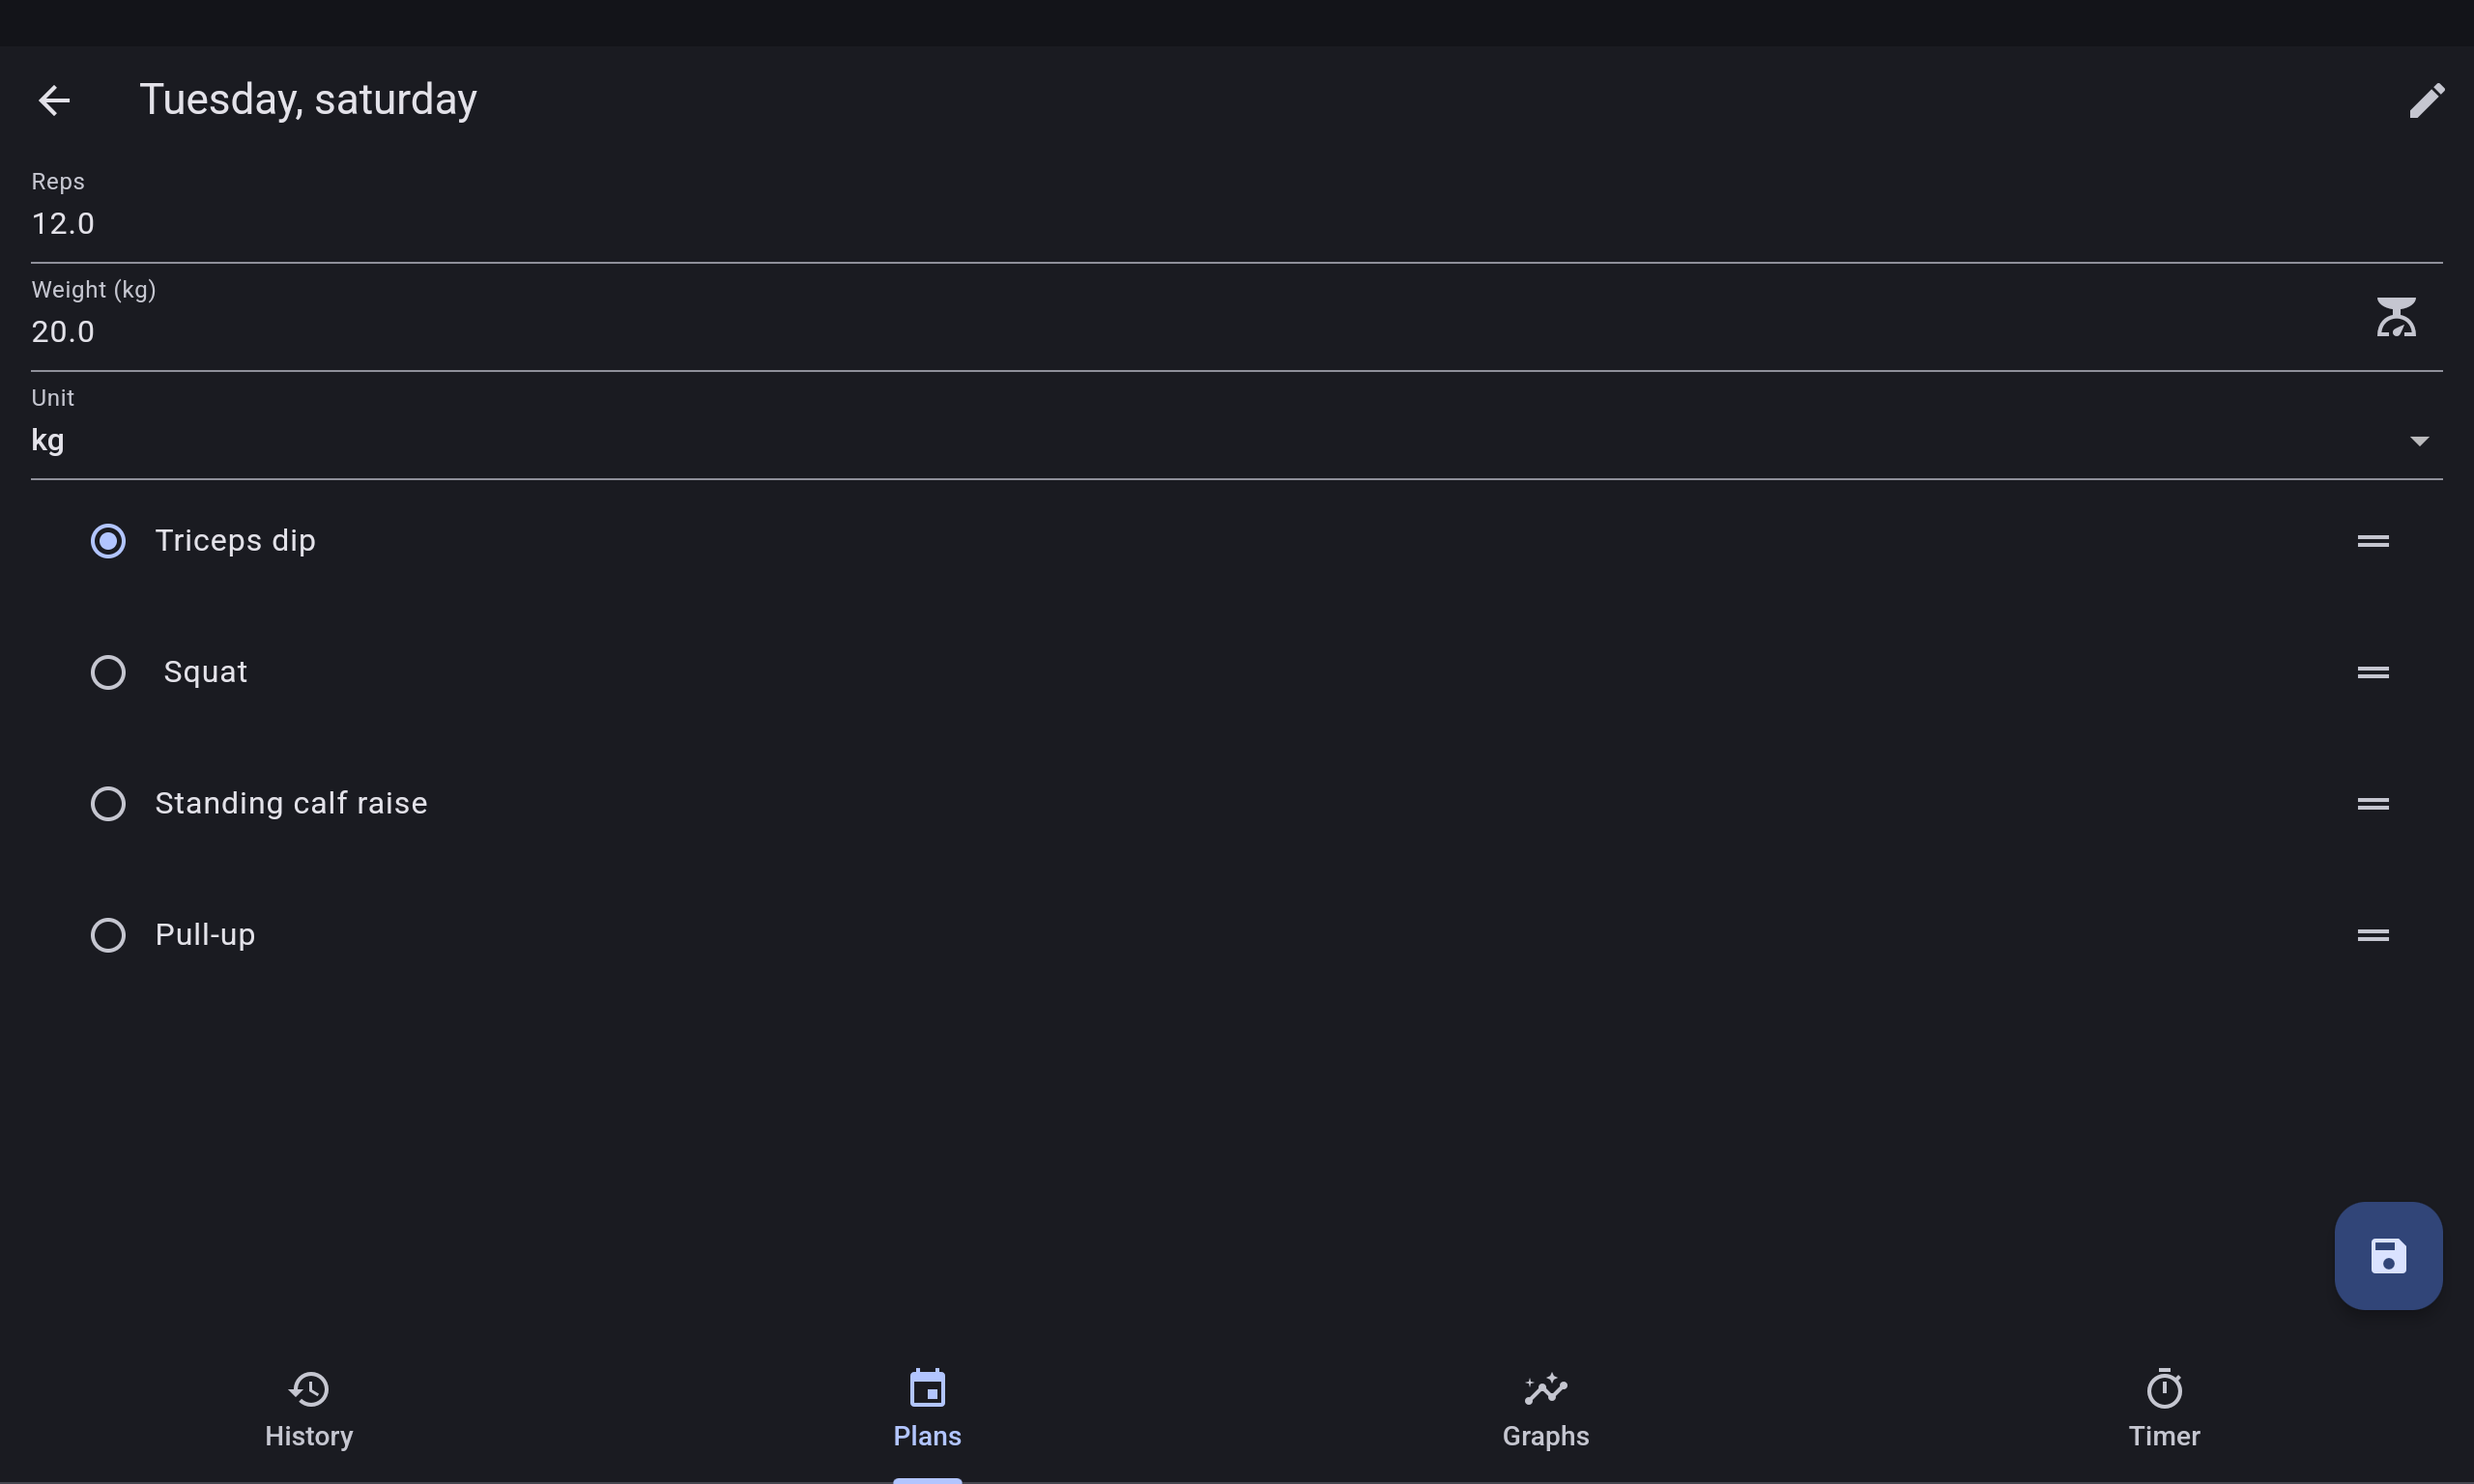 Tuesday, saturday
Reps
12.0
Weight (kg)
20.0
Unit
kg
Triceps dip
Squat
Standing calf raise
Pull-up
History
Plans
Graphs
Timer